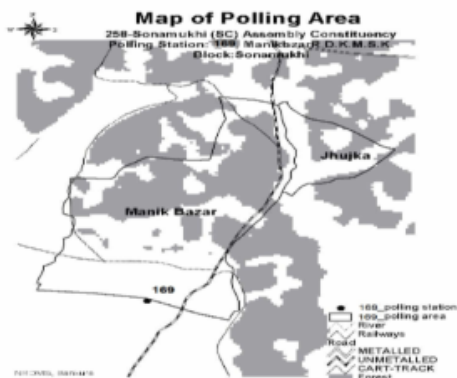 Map of Polling Area
258-Sonamukhi (SC) Assembly Constituency
Polling Station: 169, Manikbazar R.D.K.M.S.K
Block:Sonamukhi
Jhujka
Manik Bazar
169
169_polling station
169_polling area
River
Railways
Road
METALLED
UNMETALLED
CART-TRACK
Forest